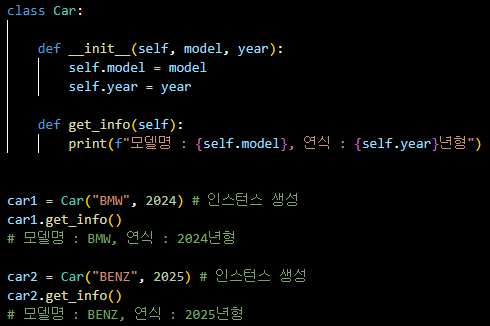 class Car:
    def __init__(self, model, year):
        self.model = model
        self.year = year
    def get_info(self):
        print(f"모델명 : {self.model}, 연식 : {self.year}년형")
car1 = Car("BMW", 2024) # 인스턴스 생성
car1.get_info()
# 모델명 : BMW, 연식 : 2024년형
car2 = Car("BENZ", 2025) # 인스턴스 생성
car2.get_info()
# 모델명 : BENZ, 연식 : 2025년형